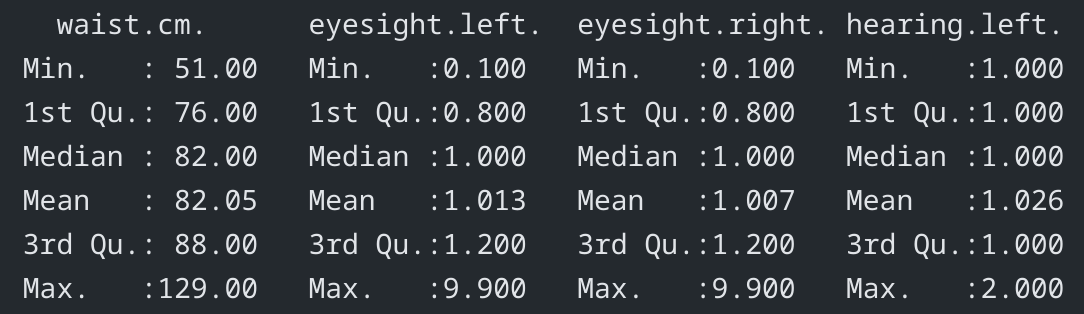 waist.cm. eyesight.left. eyesight.right. hearing.left.
Min. : 51.00 Min. :0.100 Min. :0.100 Min. :1.000
1st Qu.: 76.00 1st Qu.:0.800 1st Qu.:0.800 1st Qu.:1.000
Median : 82.00 Median :1.000 Median :1.000 Median :1.000
Mean : 82.05 Mean :1.013 Mean :1.007 Mean :1.026
3rd Qu.: 88.00 3rd Qu.:1.200 3rd Qu.:1.200 3rd Qu.:1.000
Max. :129.00 Max. :9.900 Max. :9.900 Max. :2.000